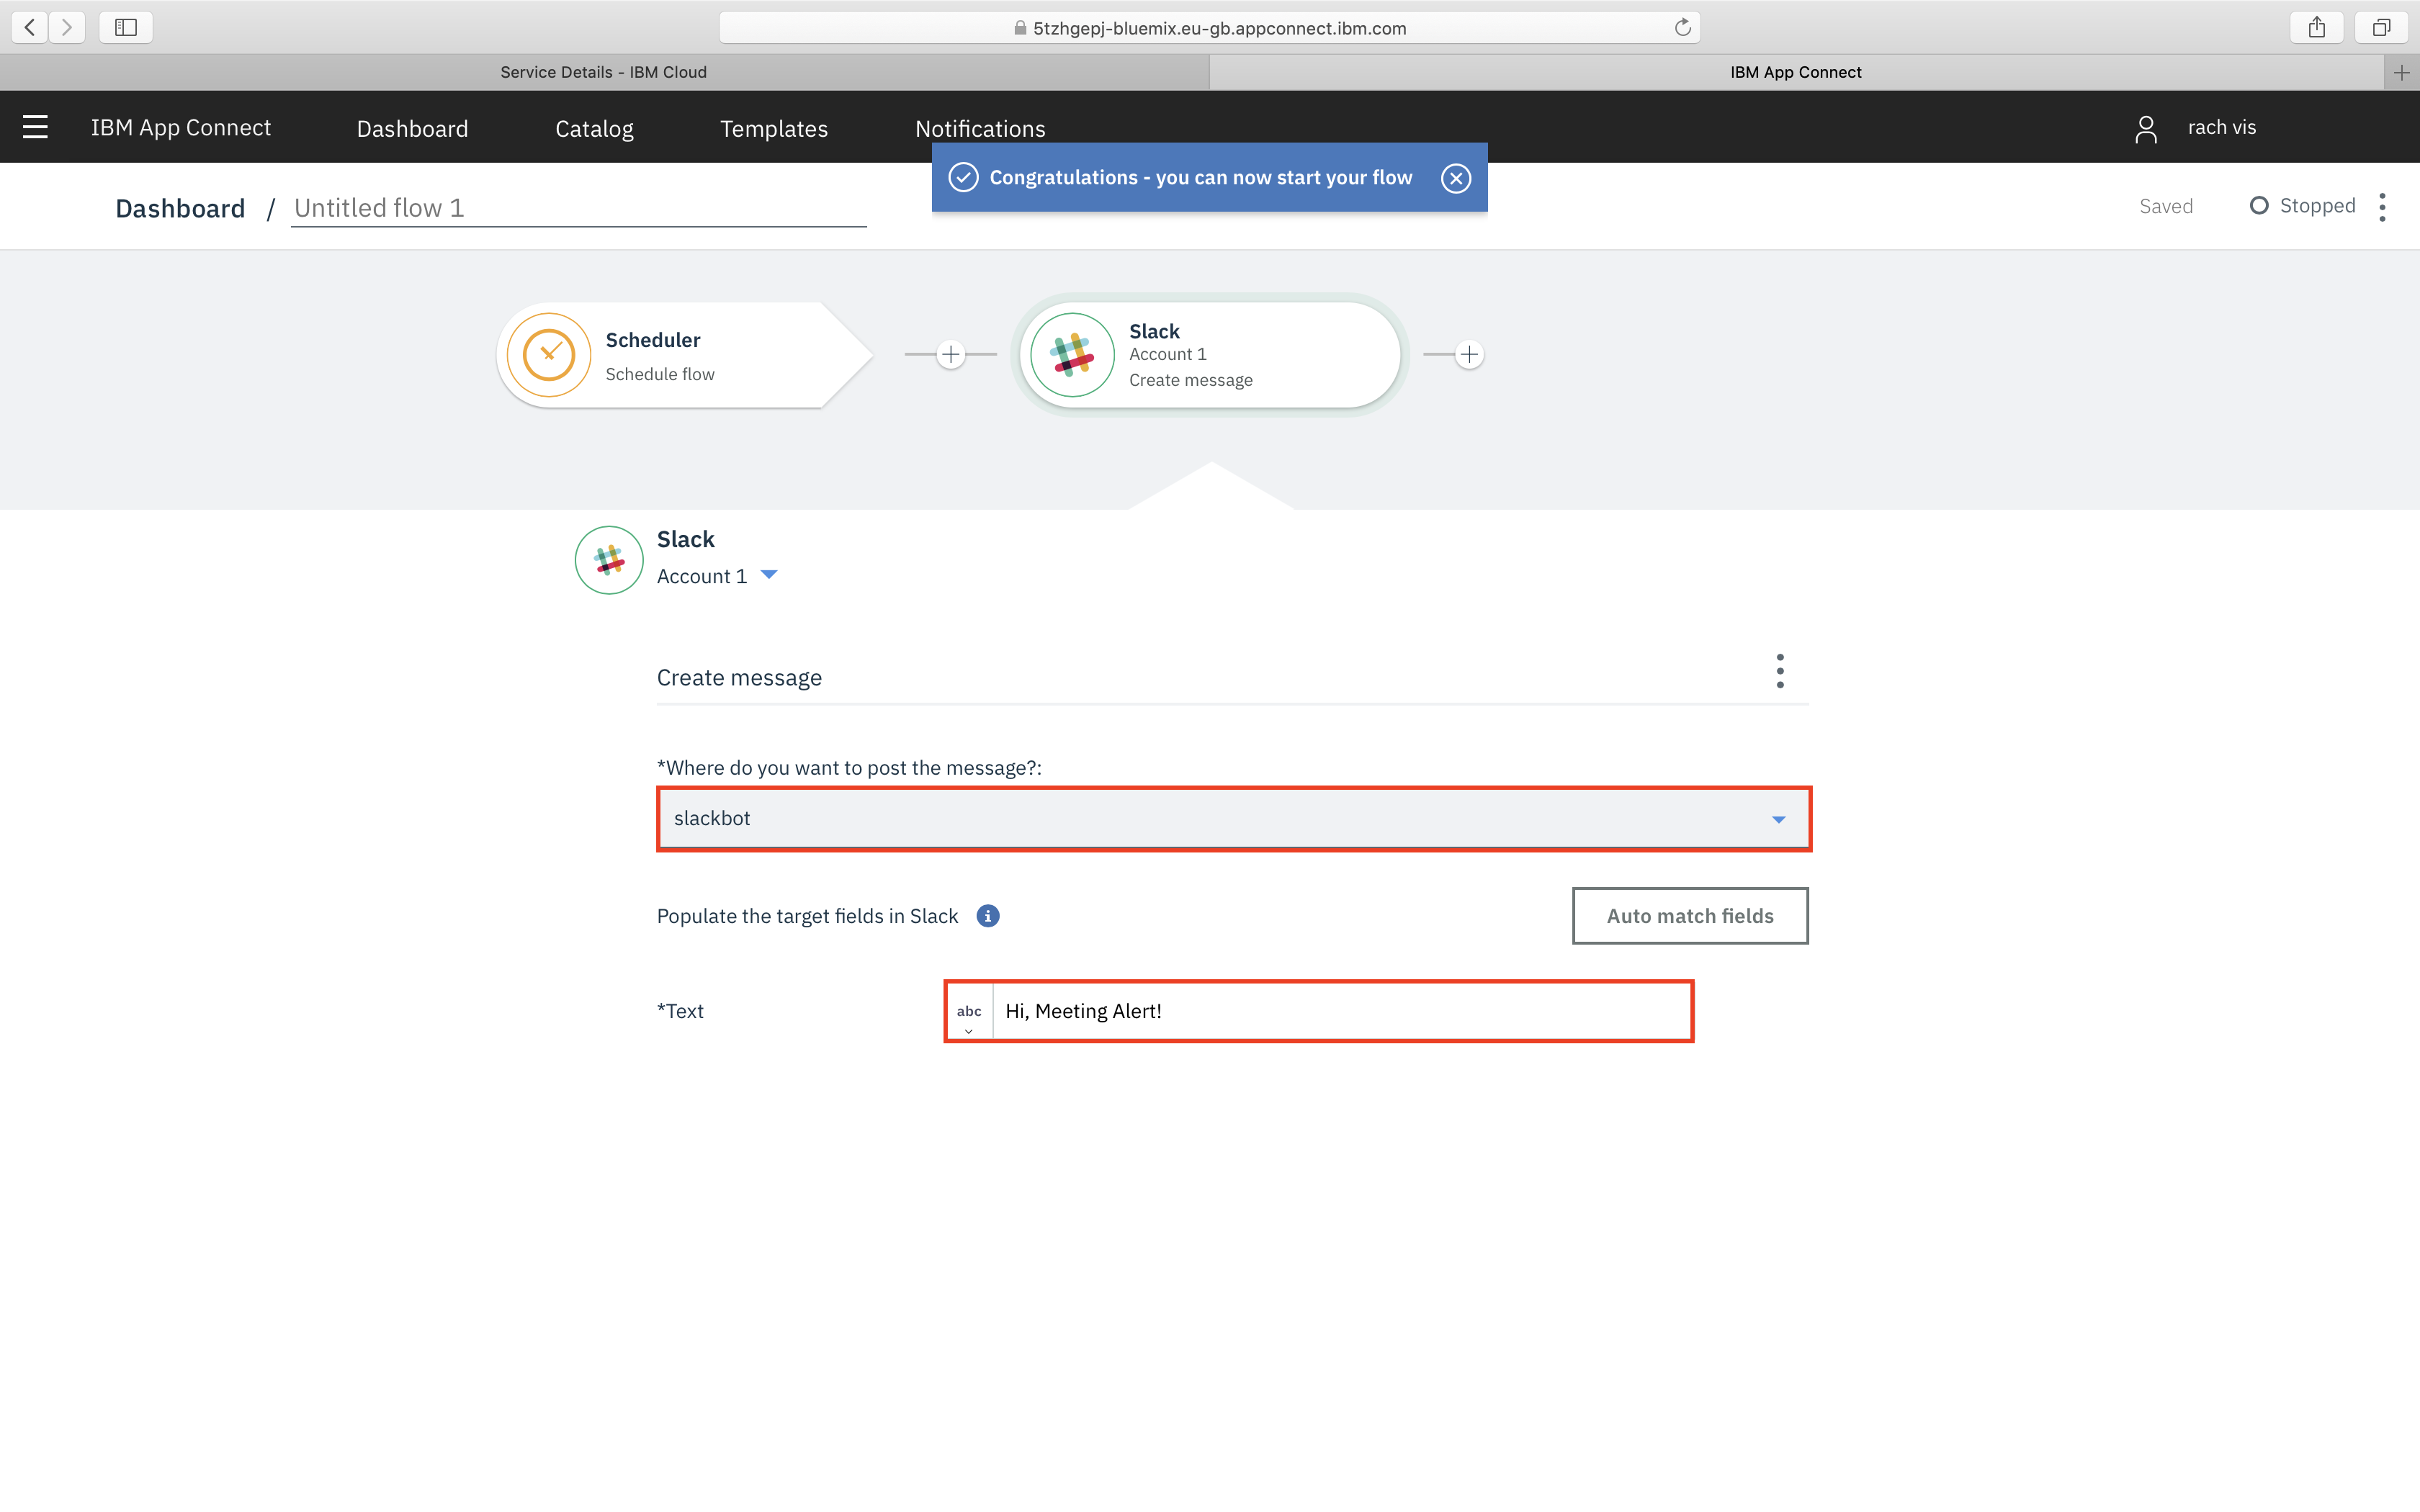 5tzhgepj-bluemix.eu-gb.appconnect.ibm.com
Service Details - IBM Cloud
IBM App Connect
IBM App Connect
Dashboard
Catalog
Templates
Notifications
rach vis
Congratulations - you can now start your flow
Dashboard / Untitled flow 1
Saved
Stopped
Scheduler
Schedule flow
Slack
Account 1
Create message
Slack
Account 1
Create message
*Where do you want to post the message?:
slackbot
Populate the target fields in Slack
Auto match fields
*Text
abc
Hi, Meeting Alert!